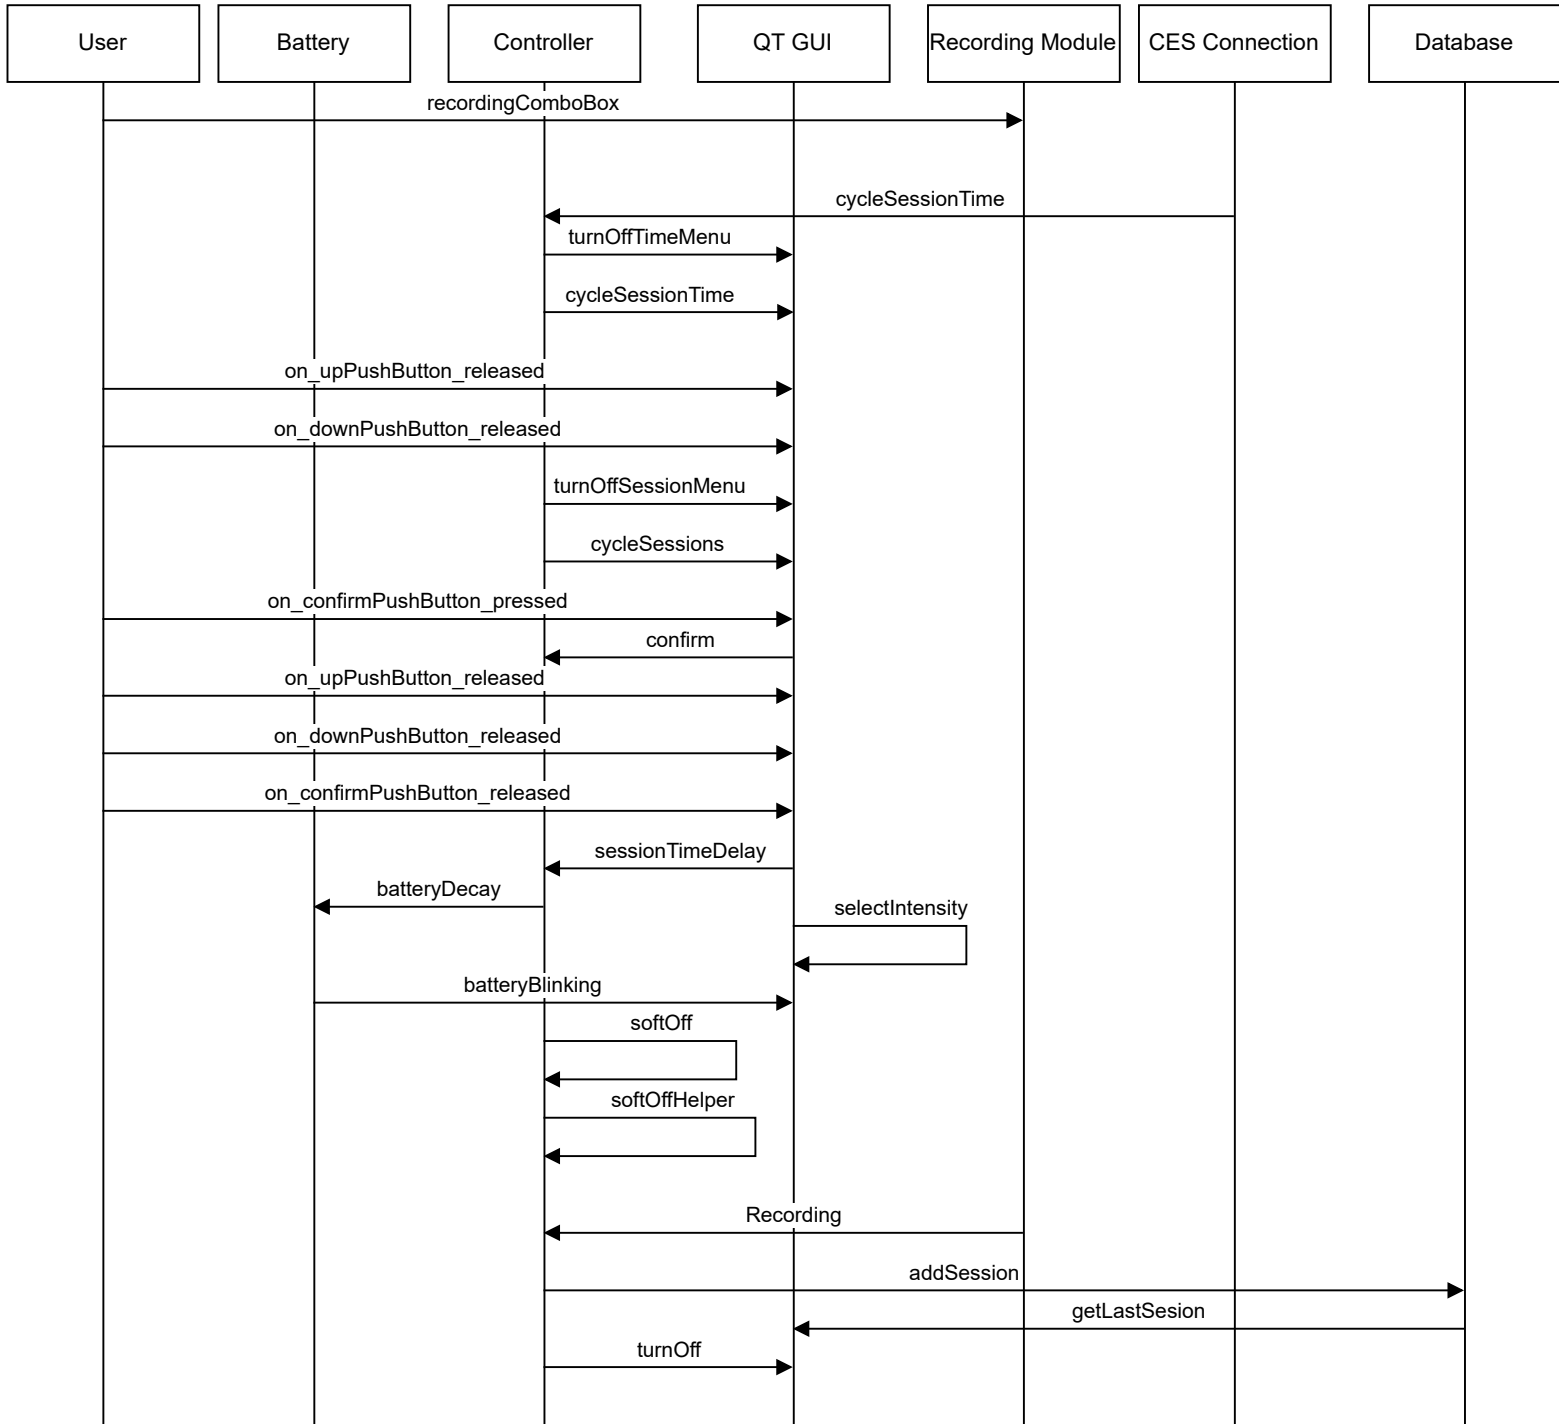 User
Battery
Controller
QT GUI
Recording Module
CES Connection
Database
recordingComboBox
cycleSessionTime
turnOffTimeMenu
cycleSessionTime
on_upPushButton_released
on_downPushButton_released
turnOffSessionMenu
cycleSessions
on_confirmPushButton_pressed
confirm
on_upPushButton_released
on_downPushButton_released
on_confirmPushButton_released
sessionTimeDelay
batteryDecay
selectIntensity
batteryBlinking
softOff
softOffHelper
Recording
addSession
getLastSesion
turnOff